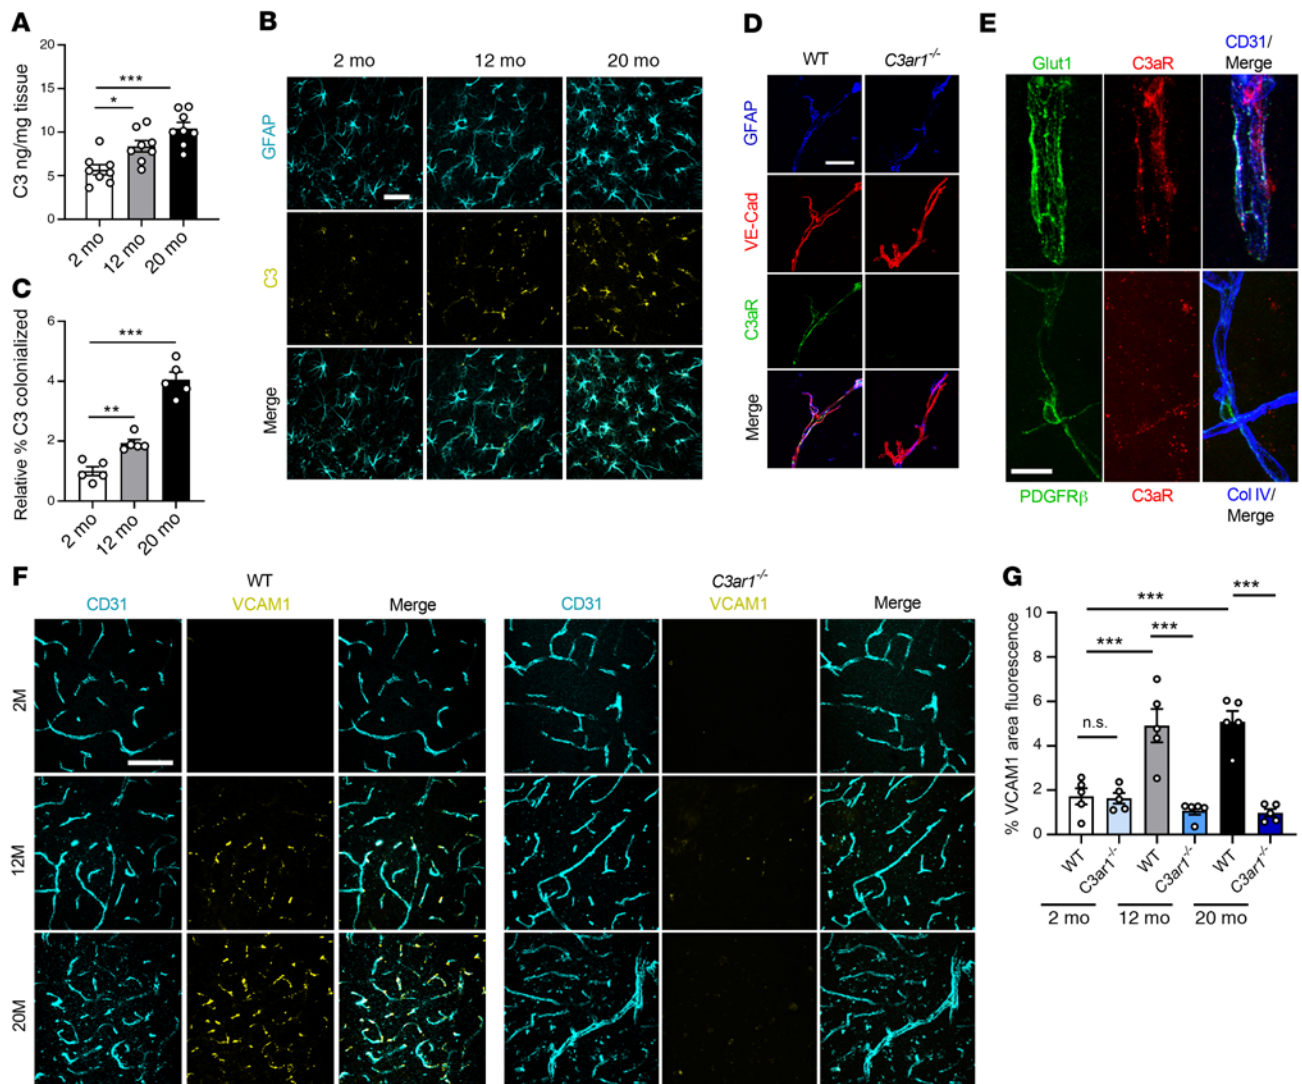 A
C3 ng/mg tissue
20
15
10
5
0
***
*
2 mo
12 mo
20 mo
B
2 mo
12 mo
20 mo
GFAP
C3
Merge
C
Relative % C3 colonialized
6
4
2
0
***
**
2 mo
12 mo
20 mo
D
WT
C3ar1-/-
GFAP
VE-Cad
C3aR
Merge
E
Glut1
C3aR
CD31/
Merge
PDGFRβ
C3aR
Col IV/
Merge
F
WT
C3ar1-/-
CD31
VCAM1
Merge
CD31
VCAM1
Merge
2M
12M
20M
G
% VCAM1 area fluorescence
10
8
6
4
2
0
***
***
***
***
n.s.
WT
C3ar1-/-
WT
C3ar1-/-
WT
C3ar1-/-
2 mo
12 mo
20 mo